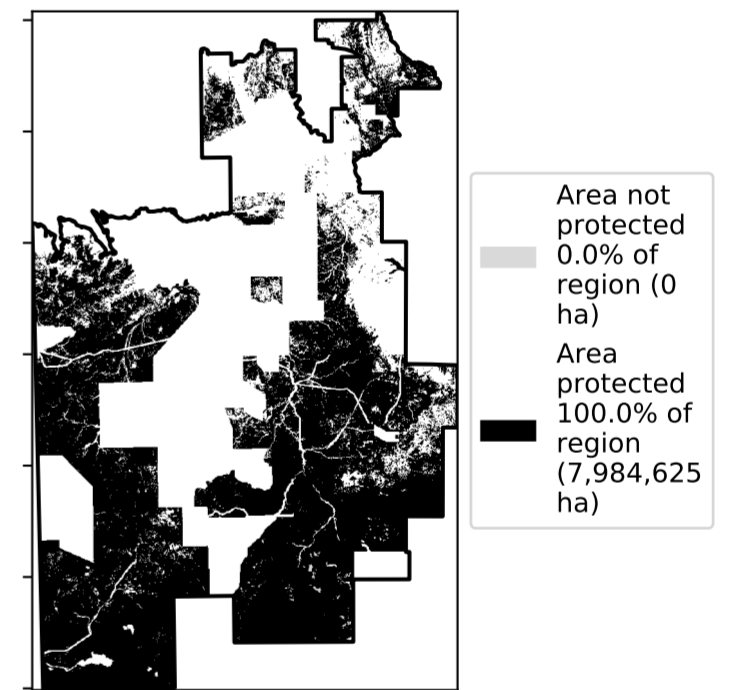 Area not
protected
0.0% of
region (0
ha)
Area
protected
100.0% of
region
(7,984,625
ha)